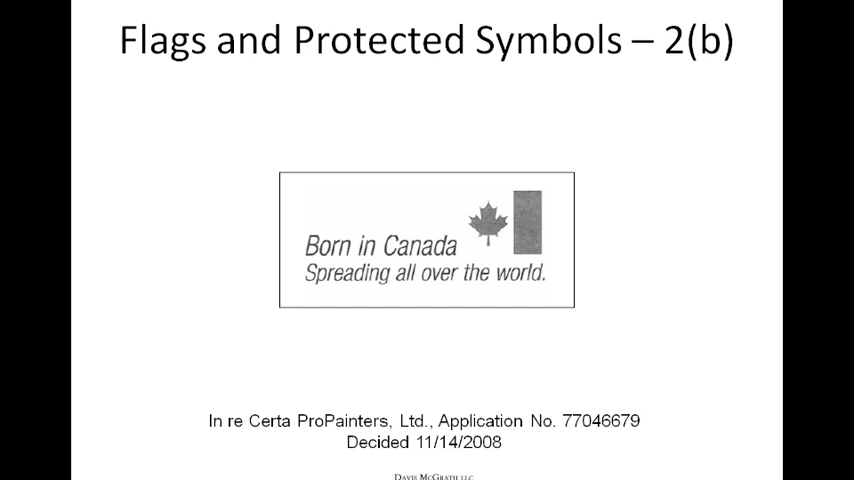 Flags and Protected Symbols – 2(b)
Born in Canada
Spreading all over the world.
In re Certa ProPainters, Ltd., Application No. 77046679
Decided 11/14/2008
DAVIS MCGRATH LLC